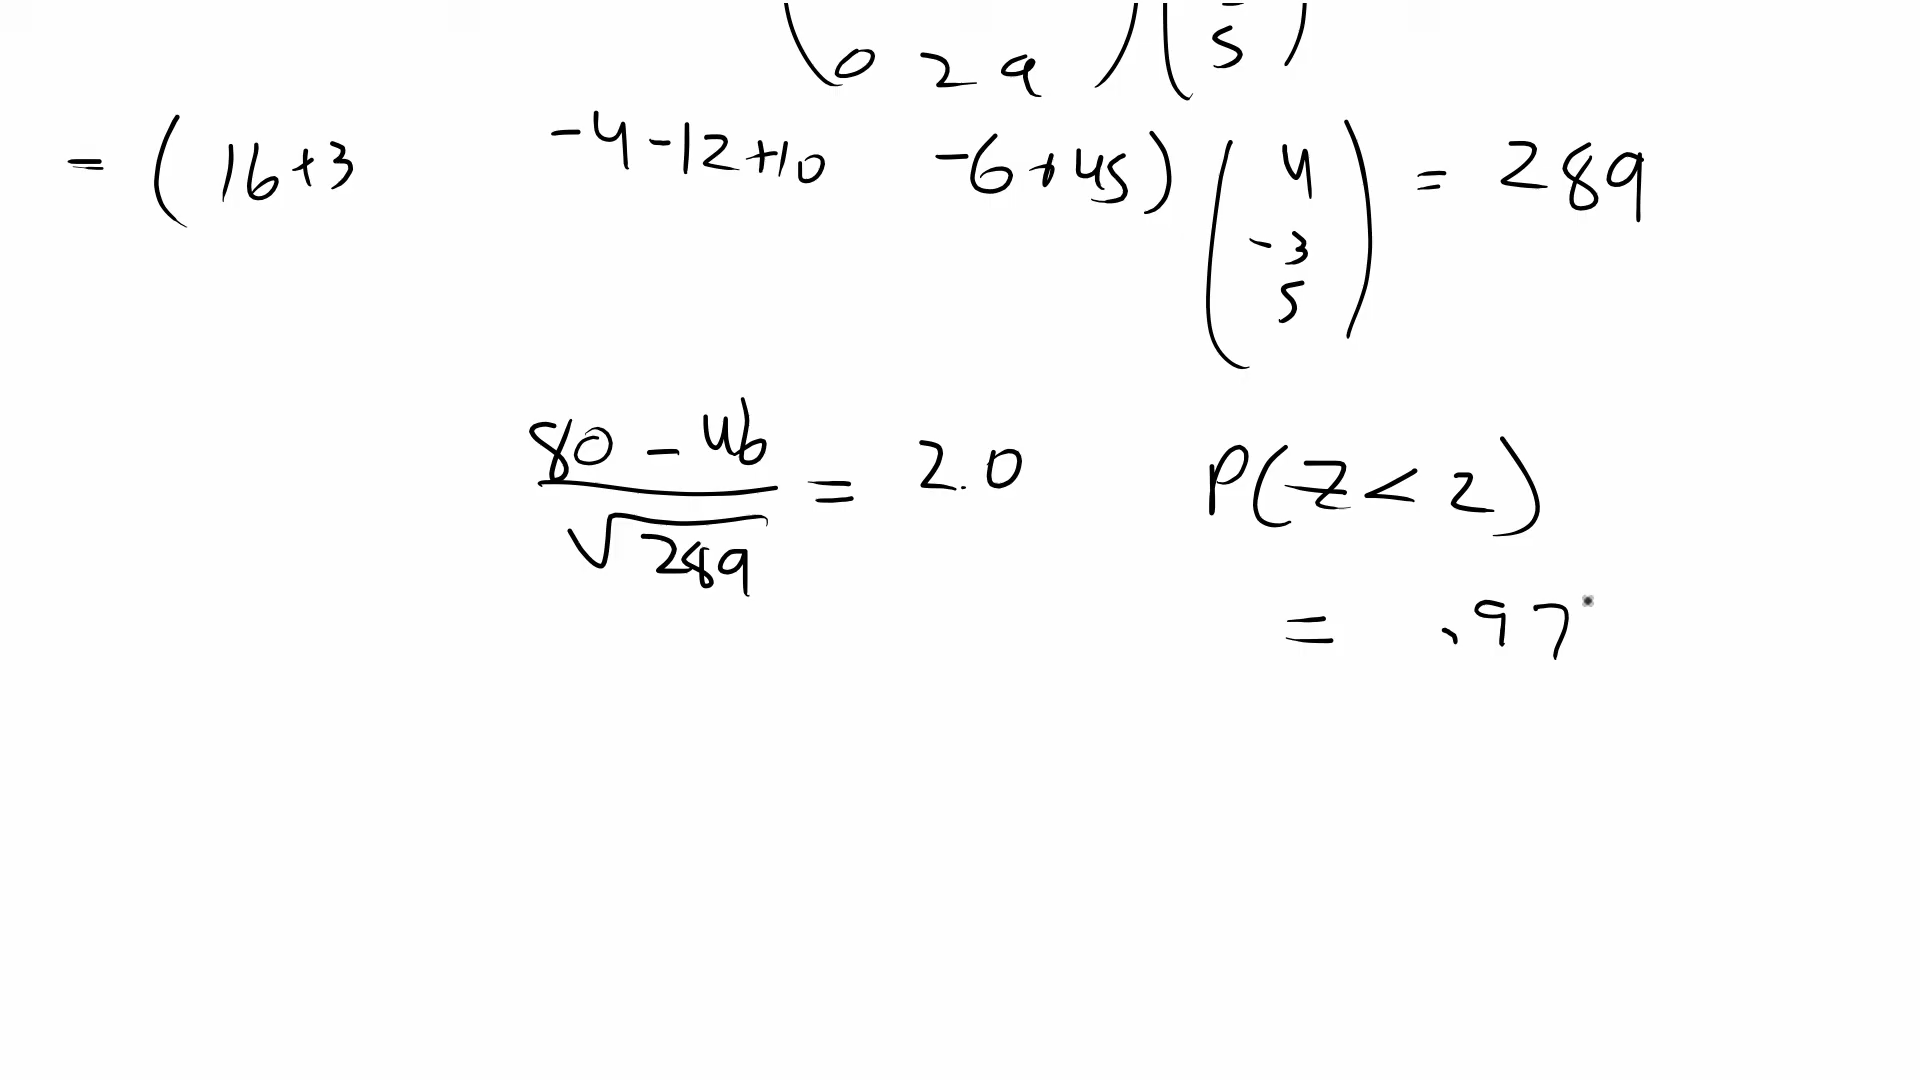 0 2 9 ) ( 5 )
= ( 16+3 -4-12+10 -6+45 ) ( 4 -3 5 ) = 289
80 - 46 / √289 = 2.0 P(Z < 2)
= .97